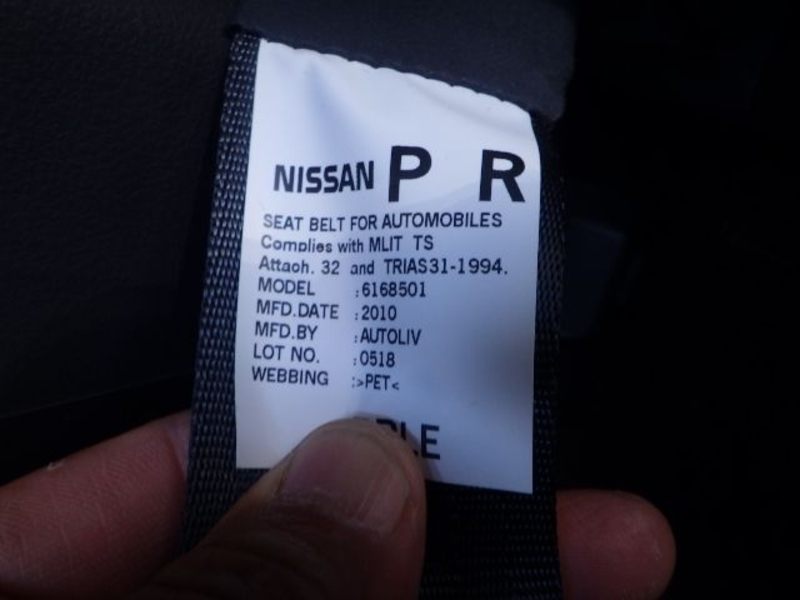 NISSAN P R
SEAT BELT FOR AUTOMOBILES
Complies with MLIT TS
Attach. 32 and TRIAS31-1994.
MODEL :6168501
MFD.DATE :2010
MFD.BY :AUTOLIV
LOT NO. :0518
WEBBING :>PET<